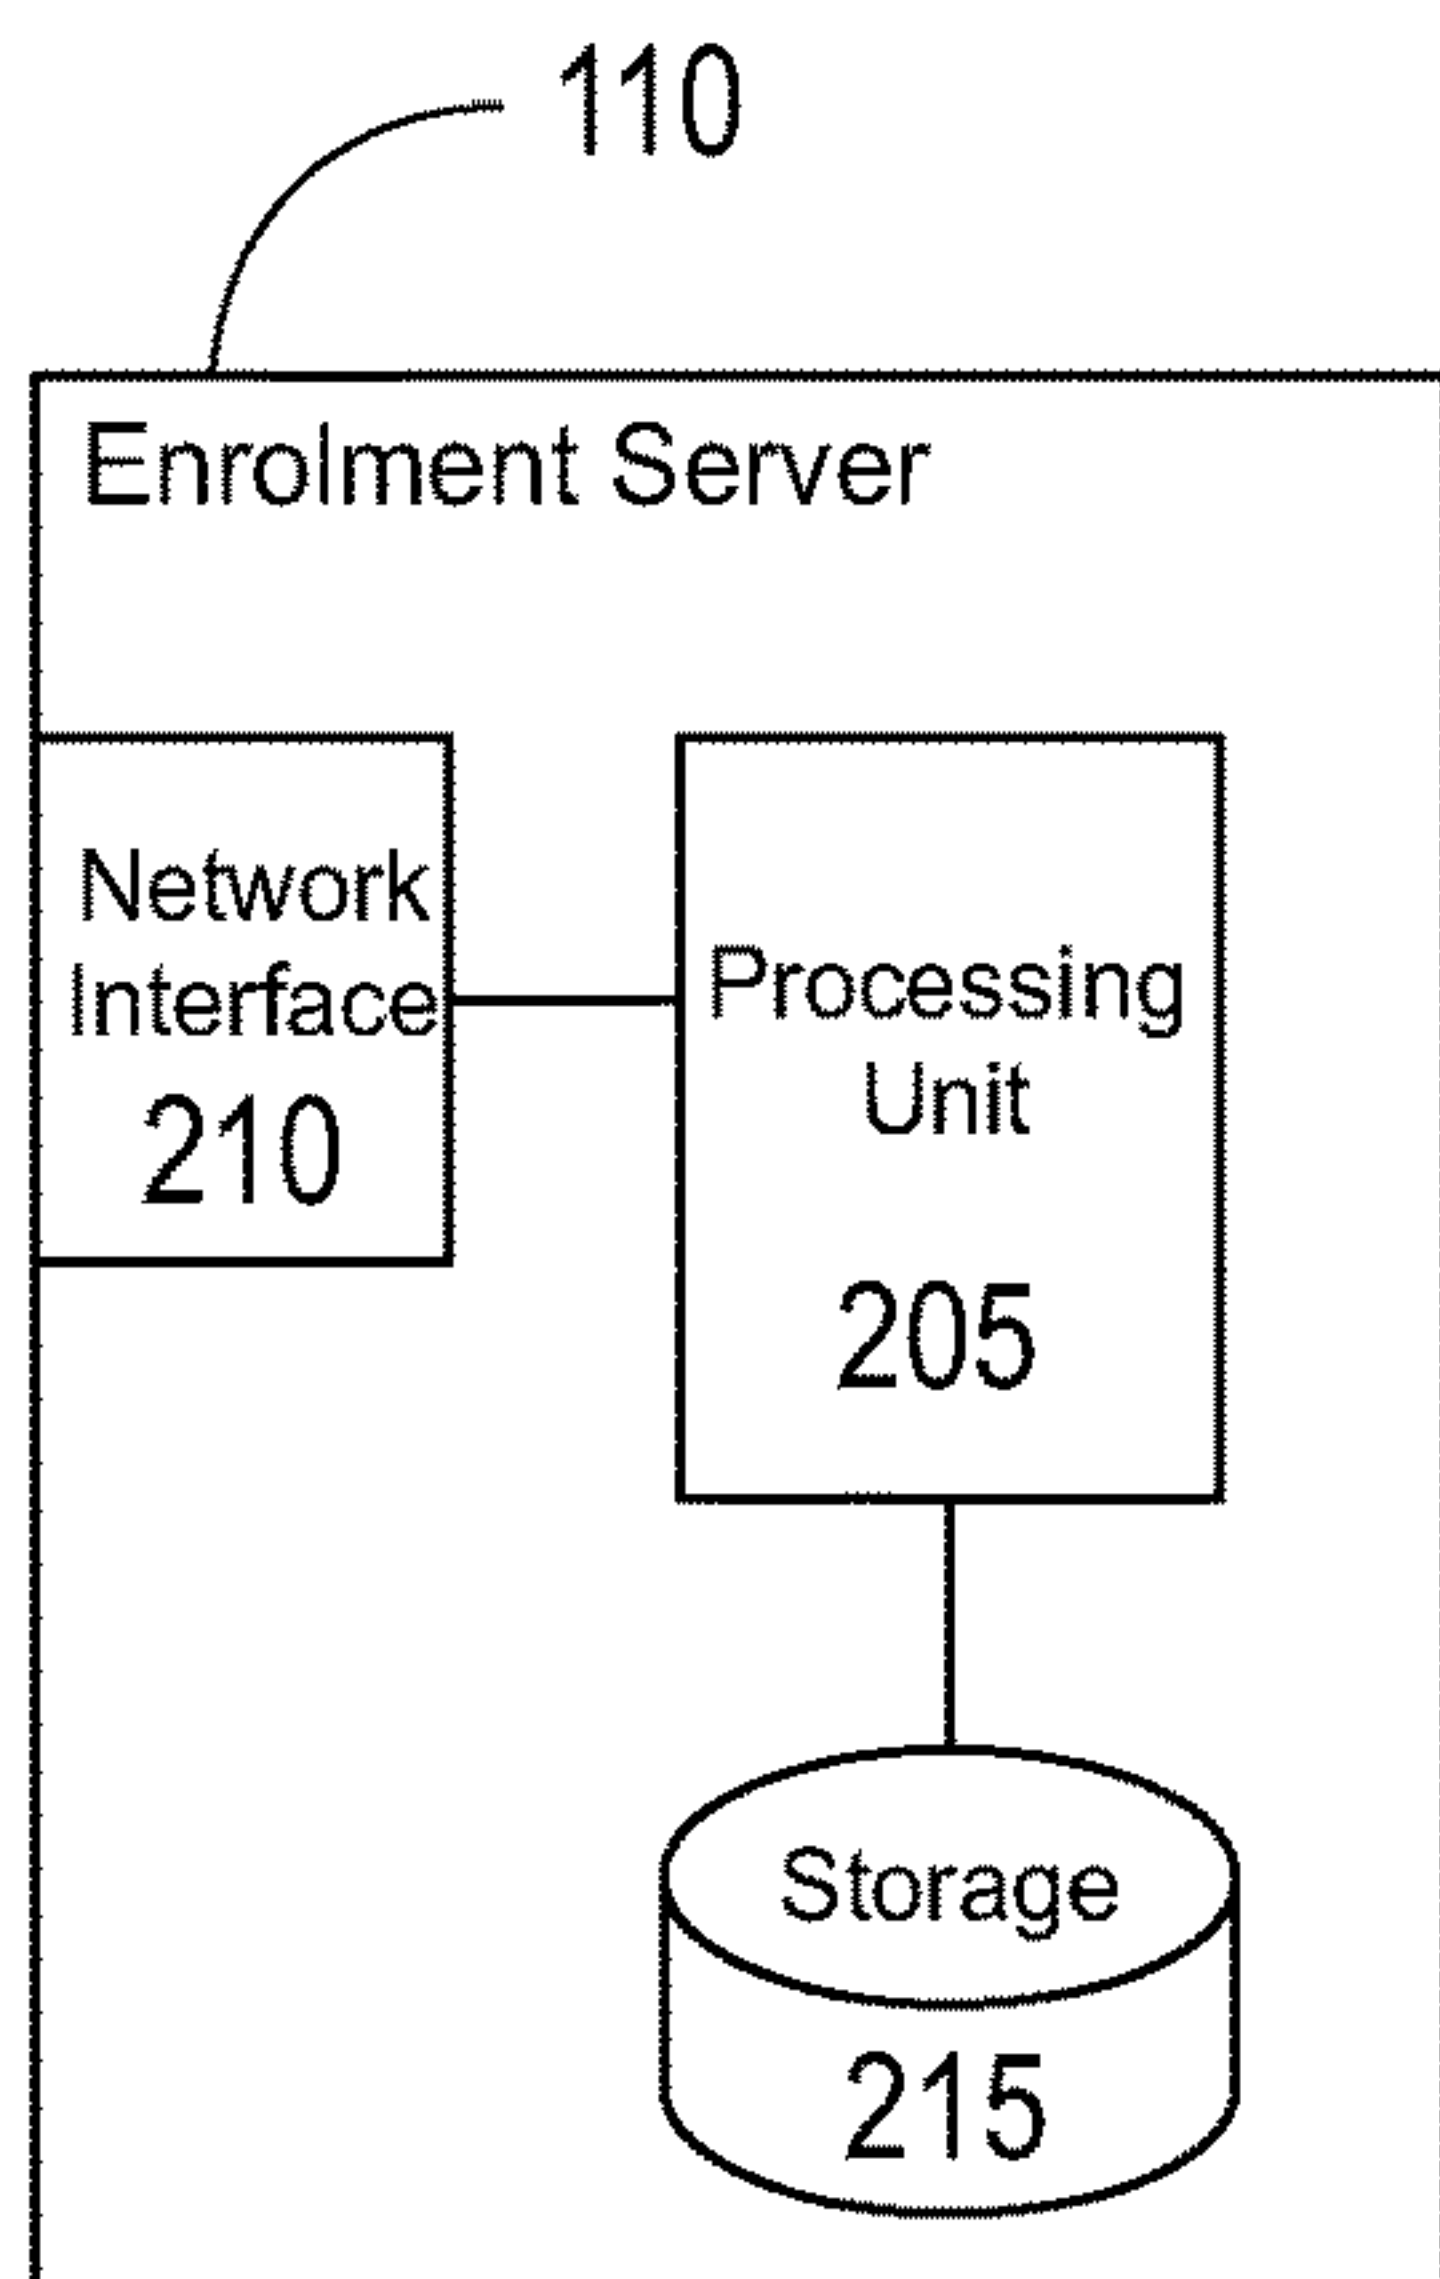 110
Enrolment Server
Network
Interface
210
Processing
Unit
205
Storage
215